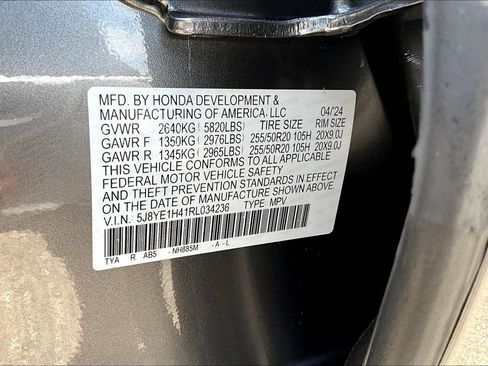 MFD. BY HONDA DEVELOPMENT &
MANUFACTURING OF AMERICA, LLC 04/24
GVWR 2640KG(5820LBS) TIRE SIZE RIM SIZE
GAWR F 1350KG(2976LBS) 255/50R20 105H 20X9.0J
GAWR R 1345KG(2965LBS) 255/50R20 105H 20X9.0J
THIS VEHICLE CONFORMS TO ALL APPLICABLE
FEDERAL MOTOR VEHICLE SAFETY
AND THEFT PREVENTION STANDARDS IN EFFECT
ON THE DATE OF MANUFACTURE SHOWN ABOVE.
V.I.N. 5J8YE1H41RL034236 TYPE MPV
TYA R AB5 -NH885M -A-L